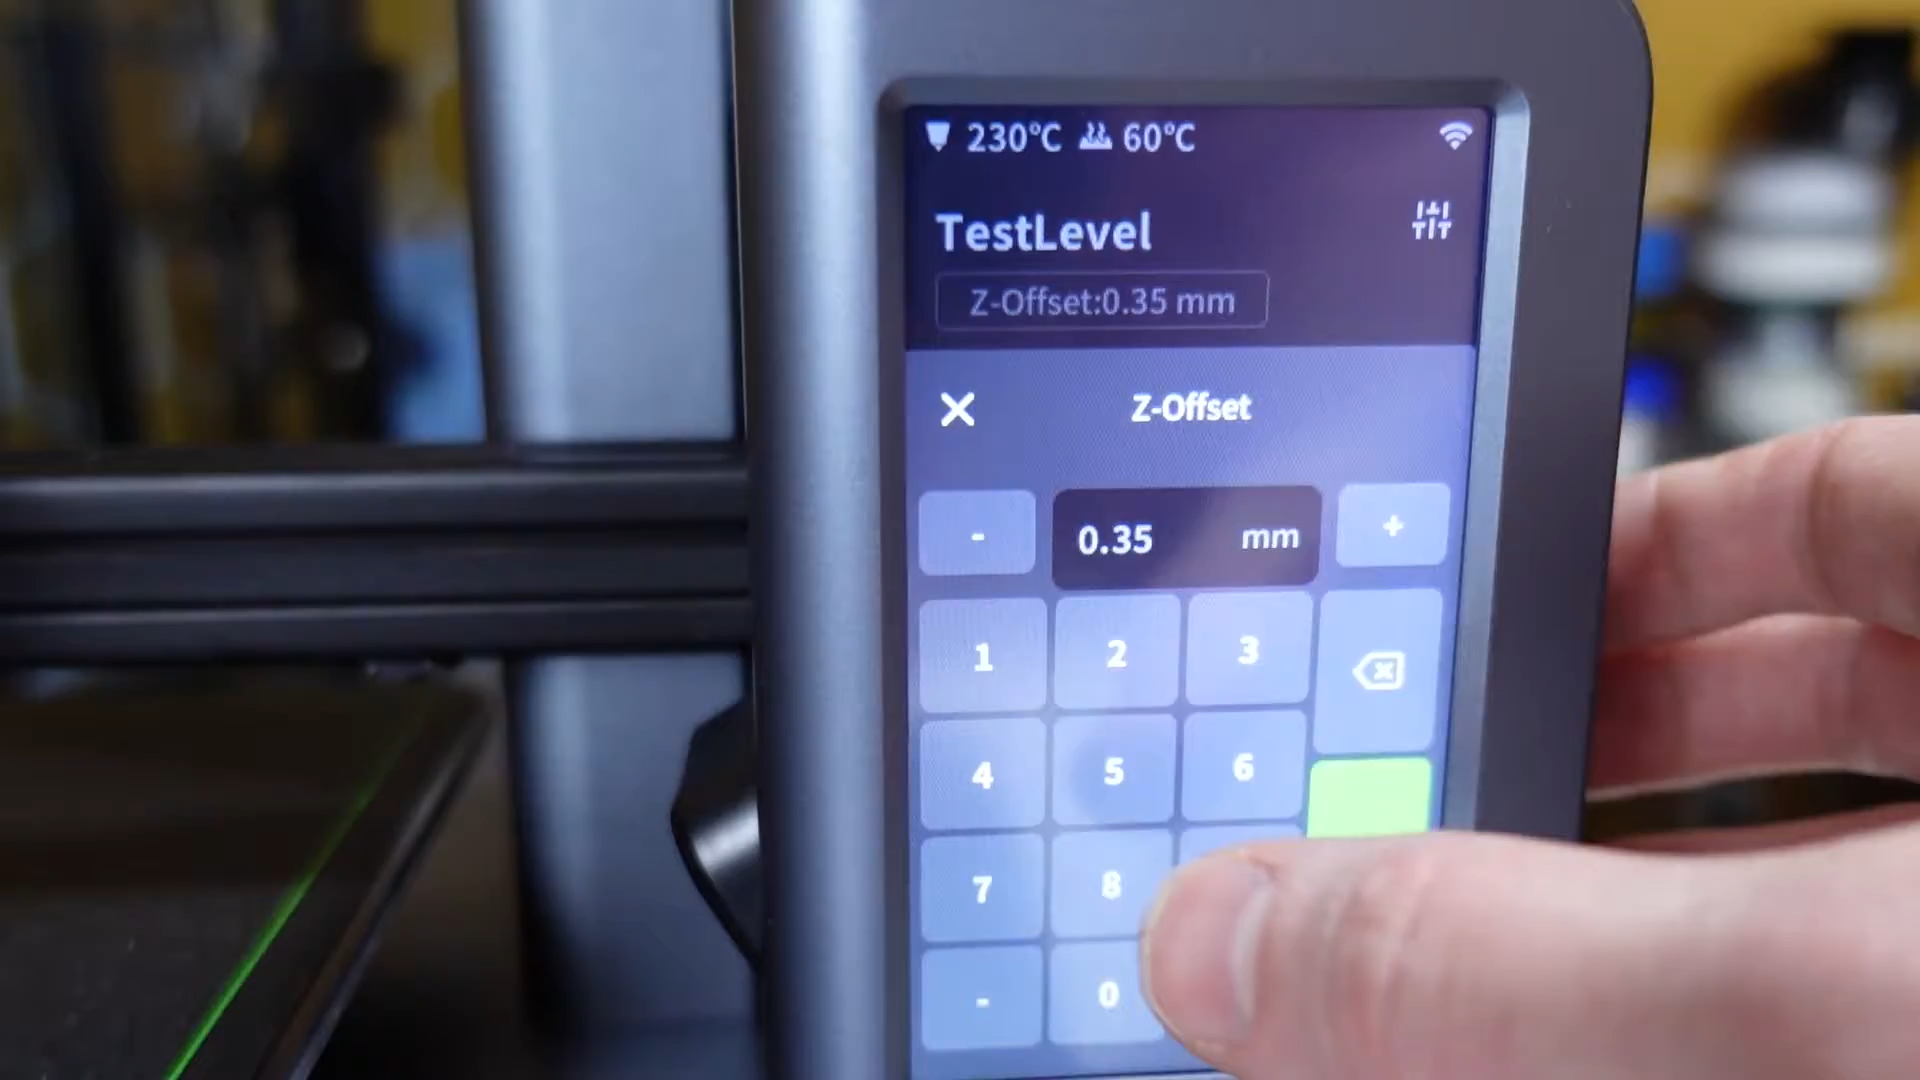 230°C 60°C
TestLevel
Z-Offset:0.35 mm
Z-Offset
- 0.35 mm +
1 2 3
4 5 6
7 8
- 0